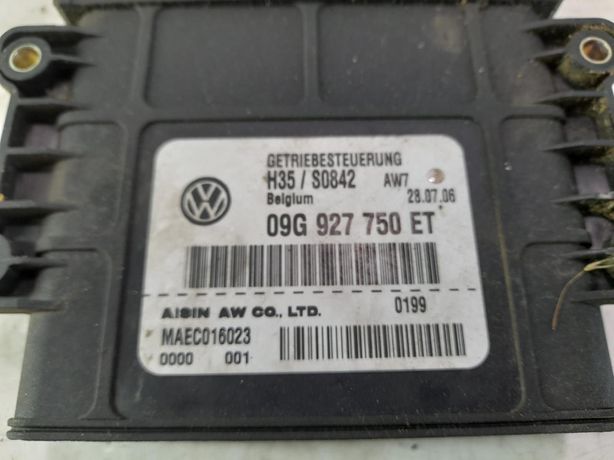 GETRIEBESTEUERUNG
H35 / S0842 AW7
Belgium 28.07.06
09G 927 750 ET
AISIN AW CO., LTD. 0199
MAEC016023
0000 001